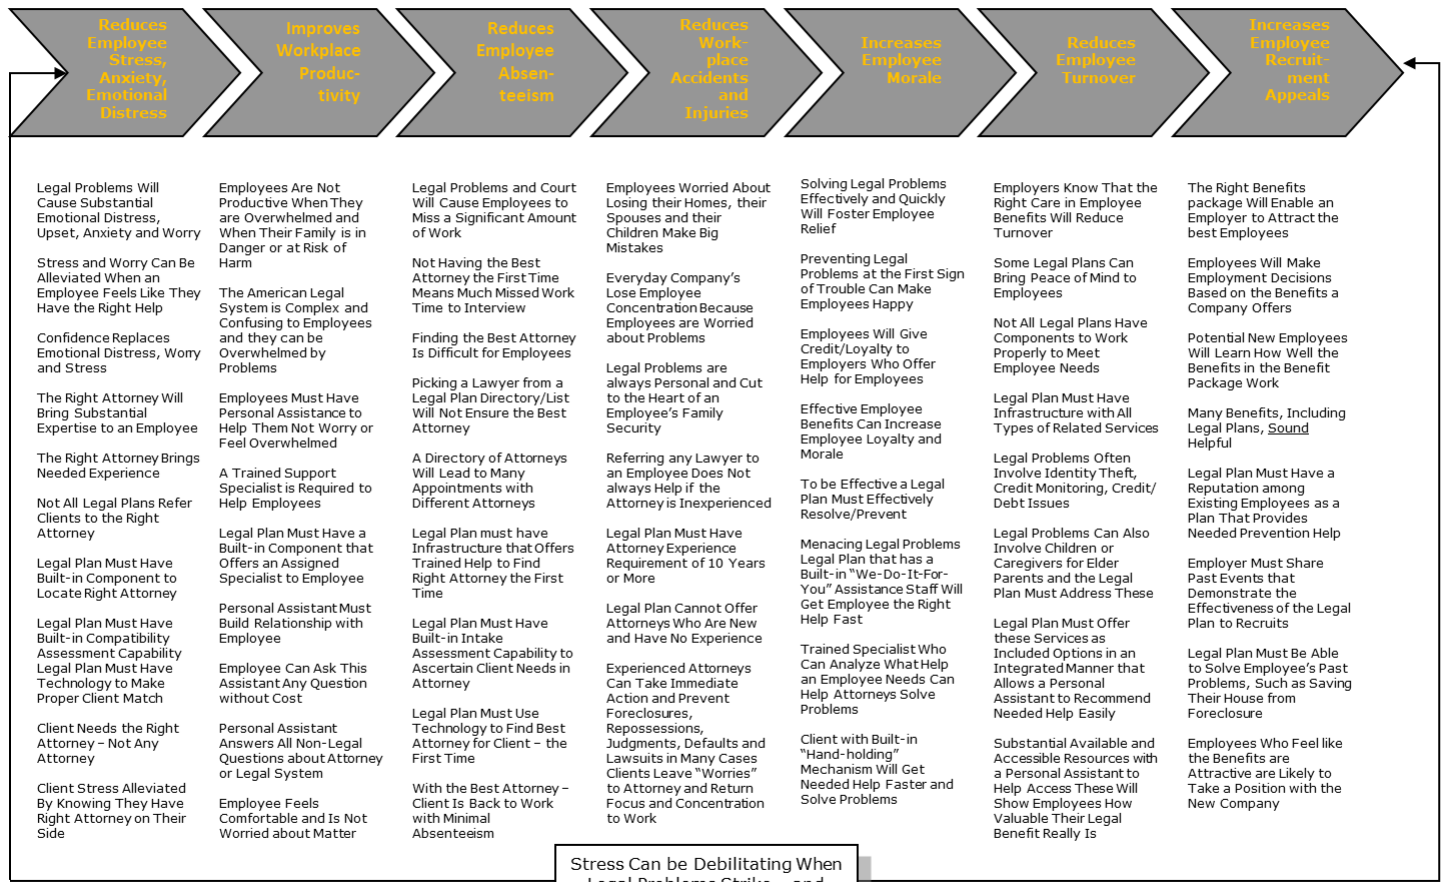 Reduces
Employee
Stress,
Anxiety,
Emotional
Distress
Improves
Workplace
Produc-
tivity
Reduces
Employee
Absen-
teeism
Reduces
Work-
place
Accidents
and
Injuries
Increases
Employee
Morale
Reduces
Employee
Turnover
Increases
Employee
Recruit-
ment
Appeals
Legal Problems Will
Cause Substantial
Emotional Distress,
Upset, Anxiety and Worry
Stress and Worry Can Be
Alleviated When an
Employee Feels Like They
Have the Right Help
Confidence Replaces
Emotional Distress, Worry
and Stress
The Right Attorney Will
Bring Substantial
Expertise to an Employee
The Right Attorney Brings
Needed Experience
Not All Legal Plans Refer
Clients to the Right
Attorney
Legal Plan Must Have
Built-in Component to
Locate Right Attorney
Legal Plan Must Have
Built-in Compatibility
Assessment Capability
Legal Plan Must Have
Technology to Make
Proper Client Match
Client Needs the Right
Attorney – Not Any
Attorney
Client Stress Alleviated
By Knowing They Have
Right Attorney on Their
Side
Employees Are Not
Productive When They
are Overwhelmed and
When Their Family is in
Danger or at Risk of
Harm
The American Legal
System is Complex and
Confusing to Employees
and they can be
Overwhelmed by
Problems
Employees Must Have
Personal Assistance to
Help Them Not Worry or
Feel Overwhelmed
A Trained Support
Specialist is Required to
Help Employees
Legal Plan Must Have a
Built-in Component that
Offers an Assigned
Specialist to Employee
Personal Assistant Must
Build Relationship with
Employee
Employee Can Ask This
Assistant Any Question
without Cost
Personal Assistant
Answers All Non-Legal
Questions about Attorney
or Legal System
Employee Feels
Comfortable and Is Not
Worried about Matter
Legal Problems and Court
Will Cause Employees to
Miss a Significant Amount
of Work
Not Having the Best
Attorney the First Time
Means Much Missed Work
Time to Interview
Finding the Best Attorney
Is Difficult for Employees
Picking a Lawyer from a
Legal Plan Directory/List
Will Not Ensure the Best
Attorney
A Directory of Attorneys
Will Lead to Many
Appointments with
Different Attorneys
Legal Plan must have
Infrastructure that Offers
Trained Help to Find
Right Attorney the First
Time
Legal Plan Must Have
Built-in Intake
Assessment Capability to
Ascertain Client Needs in
Attorney
Legal Plan Must Use
Technology to Find Best
Attorney for Client – the
First Time
With the Best Attorney –
Client Is Back to Work
with Minimal
Absenteeism
Employees Worried About
Losing their Homes, their
Spouses and their
Children Make Big
Mistakes
Everyday Company's
Lose Employee
Concentration Because
Employees are Worried
about Problems
Legal Problems are
always Personal and Cut
to the Heart of an
Employee's Family
Security
Referring any Lawyer to
an Employee Does Not
always Help if the
Attorney is Inexperienced
Legal Plan Must Have
Attorney Experience
Requirement of 10 Years
or More
Legal Plan Cannot Offer
Attorneys Who Are New
and Have No Experience
Experienced Attorneys
Can Take Immediate
Action and Prevent
Foreclosures,
Repossessions,
Judgments, Defaults and
Lawsuits in Many Cases
Clients Leave "Worries"
to Attorney and Return
Focus and Concentration
to Work
Solving Legal Problems
Effectively and Quickly
Will Foster Employee
Relief
Preventing Legal
Problems at the First Sign
of Trouble Can Make
Employees Happy
Employees Will Give
Credit/Loyalty to
Employers Who Offer
Help for Employees
Effective Employee
Benefits Can Increase
Employee Loyalty and
Morale
To be Effective a Legal
Plan Must Effectively
Resolve/Prevent
Menacing Legal Problems
Legal Plan that has a
Built-in "We-Do-It-For-
You" Assistance Staff Will
Get Employee the Right
Help Fast
Trained Specialist Who
Can Analyze What Help
an Employee Needs Can
Help Attorneys Solve
Problems
Client with Built-in
"Hand-holding"
Mechanism Will Get
Needed Help Faster and
Solve Problems
Employers Know That the
Right Care in Employee
Benefits Will Reduce
Turnover
Some Legal Plans Can
Bring Peace of Mind to
Employees
Not All Legal Plans Have
Components to Work
Properly to Meet
Employee Needs
Legal Plan Must Have
Infrastructure with All
Types of Related Services
Legal Problems Often
Involve Identity Theft,
Credit Monitoring, Credit/
Debt Issues
Legal Problems Can Also
Involve Children or
Caregivers for Elder
Parents and the Legal
Plan Must Address These
Legal Plan Must Offer
these Services as
Included Options in an
Integrated Manner that
Allows a Personal
Assistant to Recommend
Needed Help Easily
Substantial Available and
Accessible Resources with
a Personal Assistant to
Help Access These Will
Show Employees How
Valuable Their Legal
Benefit Really Is
The Right Benefits
package Will Enable an
Employer to Attract the
best Employees
Employees Will Make
Employment Decisions
Based on the Benefits a
Company Offers
Potential New Employees
Will Learn How Well the
Benefits in the Benefit
Package Work
Many Benefits, Including
Legal Plans, Sound
Helpful
Legal Plan Must Have a
Reputation among
Existing Employees as a
Plan That Provides
Needed Prevention Help
Employer Must Share
Past Events that
Demonstrate the
Effectiveness of the Legal
Plan to Recruits
Legal Plan Must Be Able
to Solve Employee's Past
Problems, Such as Saving
Their House from
Foreclosure
Employees Who Feel like
the Benefits are
Attractive are Likely to
Take a Position with the
New Company
Stress Can be Debilitating When
Legal Problems Strike – and